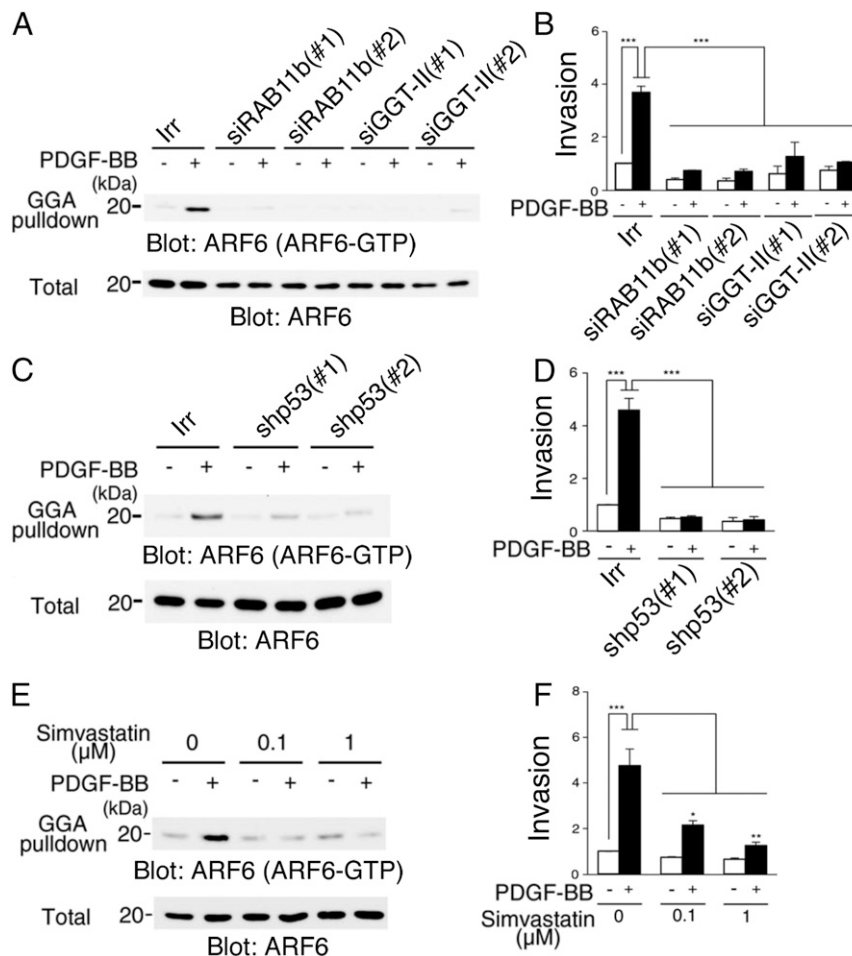 A
Irr
siRAB11b(#1)
siRAB11b(#2)
siGGT-II(#1)
siGGT-II(#2)
PDGF-BB - + - + - + - + - +
(kDa)
GGA
pulldown
20
Blot: ARF6 (ARF6-GTP)
Total 20
Blot: ARF6
B
Invasion
6
4
2
0
*** ***
PDGF-BB - + - + - + - + - +
Irr
siRAB11b(#1)
siRAB11b(#2)
siGGT-II(#1)
siGGT-II(#2)
C
Irr
shp53(#1)
shp53(#2)
PDGF-BB - + - + - +
(kDa)
GGA
pulldown
20
Blot: ARF6 (ARF6-GTP)
Total 20
Blot: ARF6
D
Invasion
6
4
2
0
*** ***
PDGF-BB - + - + - +
Irr
shp53(#1)
shp53(#2)
E
Simvastatin
(µM)
0 0.1 1
PDGF-BB - + - + - +
(kDa)
GGA
pulldown
20
Blot: ARF6 (ARF6-GTP)
Total 20
Blot: ARF6
F
Invasion
8
6
4
2
0
***
*
**
PDGF-BB - + - + - +
Simvastatin
(µM)
0 0.1 1